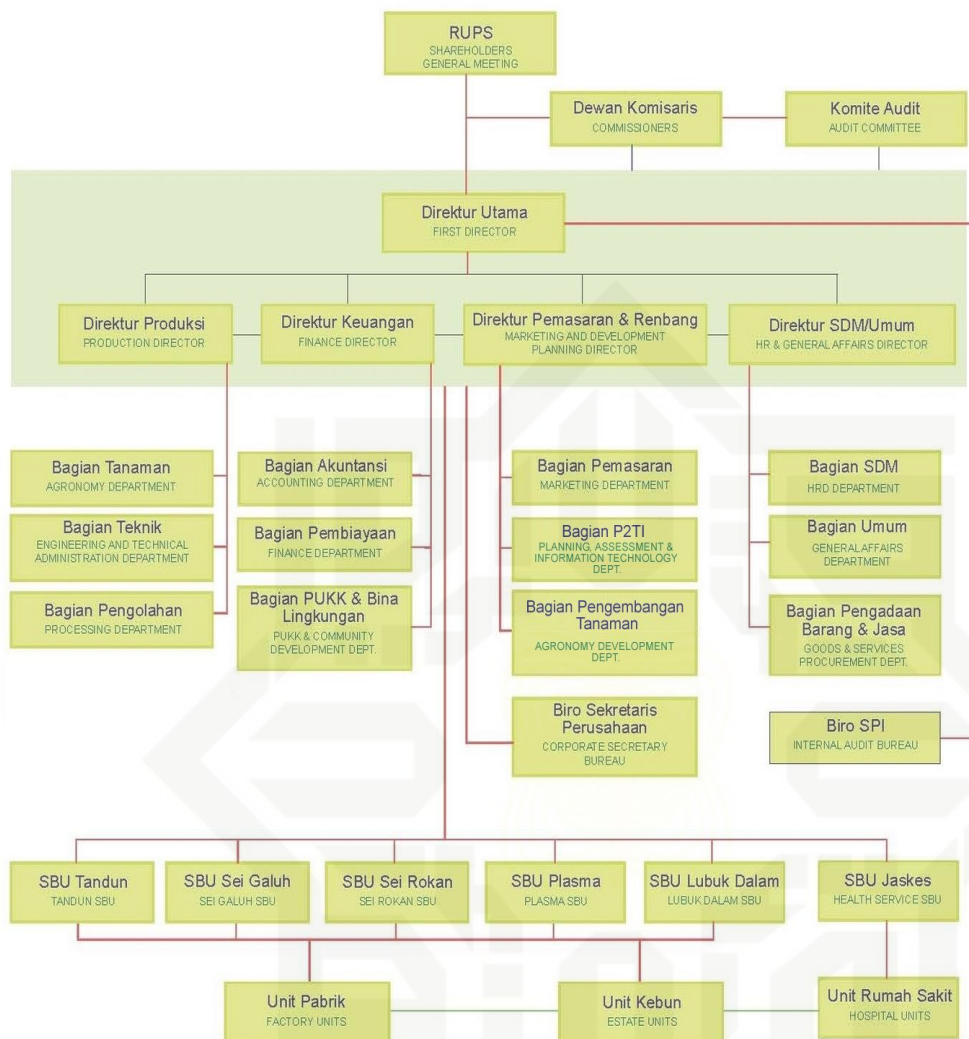 RUPS
SHAREHOLDERS
GENERAL MEETING
Dewan Komisaris
COMMISSIONERS
Komite Audit
AUDIT COMMITTEE
Direktur Utama
FIRST DIRECTOR
Direktur Produksi
PRODUCTION DIRECTOR
Direktur Keuangan
FINANCE DIRECTOR
Direktur Pemasaran & Renbang
MARKETING AND DEVELOPMENT
PLANNING DIRECTOR
Direktur SDM/Umum
HR & GENERAL AFFAIRS DIRECTOR
Bagian Tanaman
AGRONOMY DEPARTMENT
Bagian Akuntansi
ACCOUNTING DEPARTMENT
Bagian Pemasaran
MARKETING DEPARTMENT
Bagian SDM
HRD DEPARTMENT
Bagian Teknik
ENGINEERING AND TECHNICAL
ADMINISTRATION DEPARTMENT
Bagian Pembiayaan
FINANCE DEPARTMENT
Bagian P2TI
PLANNING, ASSESSMENT &
INFORMATION TECHNOLOGY
DEPT.
Bagian Umum
GENERAL AFFAIRS
DEPARTMENT
Bagian Pengolahan
PROCESSING DEPARTMENT
Bagian PUKK & Bina
Lingkungan
PUKK & COMMUNITY
DEVELOPMENT DEPT.
Bagian Pengembangan
Tanaman
AGRONOMY DEVELOPMENT
DEPT.
Bagian Pengadaan
Barang & Jasa
GOODS & SERVICES
PROCUREMENT DEPT.
Biro Sekretaris
Perusahaan
CORPORATE SECRETARY
BUREAU
Biro SPI
INTERNAL AUDIT BUREAU
SBU Tandun
TANDUN SBU
SBU Sei Galuh
SEI GALUH SBU
SBU Sei Rokan
SEI ROKAN SBU
SBU Plasma
PLASMA SBU
SBU Lubuk Dalam
LUBUK DALAM SBU
SBU Jaskes
HEALTH SERVICE SBU
Unit Pabrik
FACTORY UNITS
Unit Kebun
ESTATE UNITS
Unit Rumah Sakit
HOSPITAL UNITS